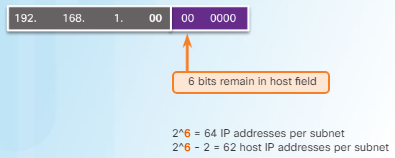 192. 168. 1. 00 00 0000
6 bits remain in host field
2^6 = 64 IP addresses per subnet
2^6 - 2 = 62 host IP addresses per subnet